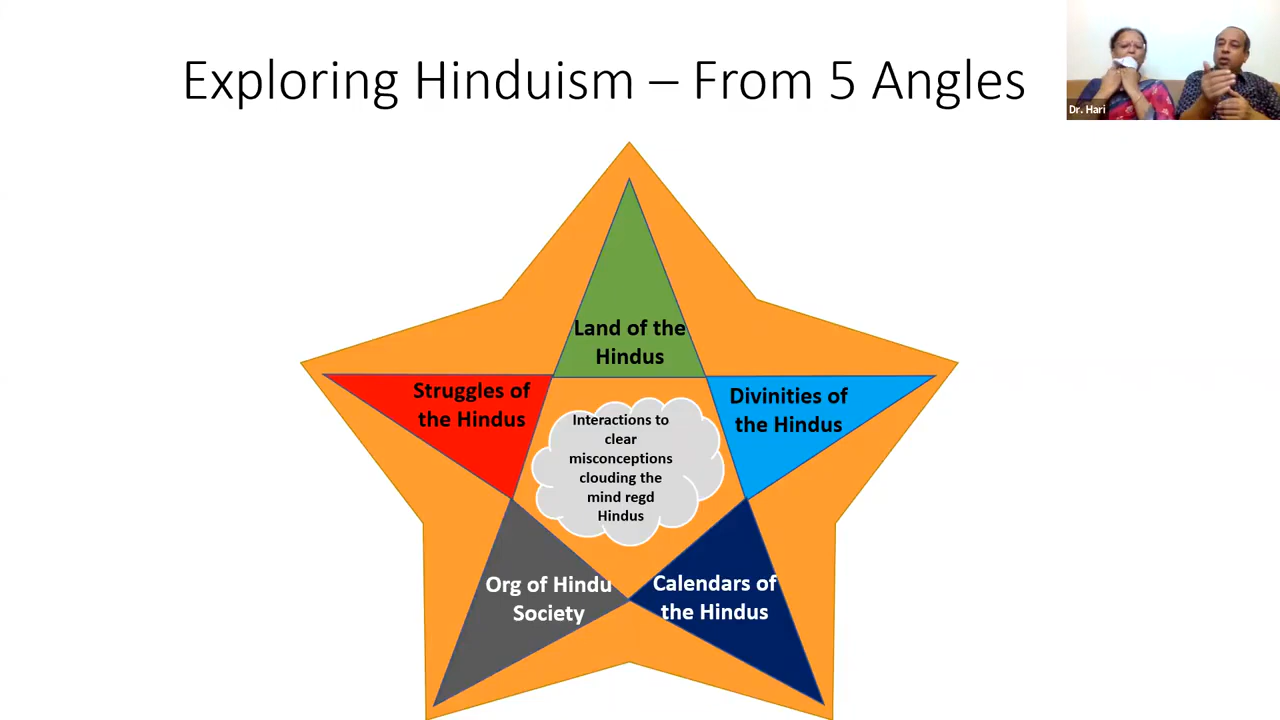 Exploring Hinduism – From 5 Angles
Dr. Hari
Land of the
Hindus
Struggles of
the Hindus
Divinities of
the Hindus
Interactions to
clear
misconceptions
clouding the
mind regd
Hindus
Org of Hindu
Society
Calendars of
the Hindus